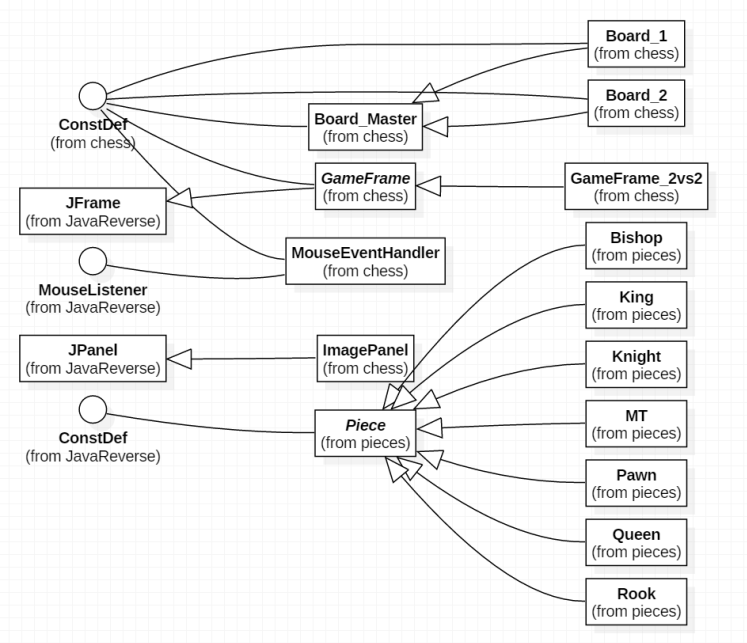 Board_1
(from chess)
Board_2
(from chess)
ConstDef
(from chess)
Board_Master
(from chess)
GameFrame
(from chess)
GameFrame_2vs2
(from chess)
JFrame
(from JavaReverse)
MouseEventHandler
(from chess)
MouseListener
(from JavaReverse)
Bishop
(from pieces)
King
(from pieces)
JPanel
(from JavaReverse)
ImagePanel
(from chess)
Knight
(from pieces)
ConstDef
(from JavaReverse)
Piece
(from pieces)
MT
(from pieces)
Pawn
(from pieces)
Queen
(from pieces)
Rook
(from pieces)